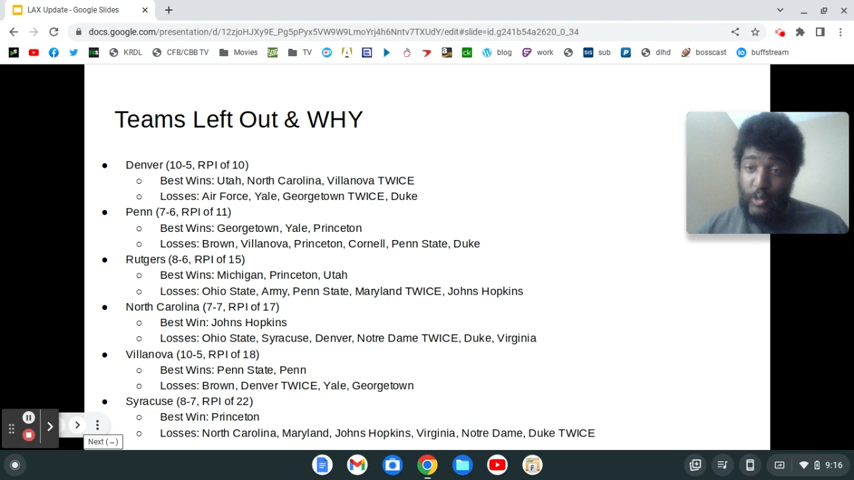 LAX Update - Google Slides
docs.google.com/presentation/d/12zjoHJXy9E_Pg5pPyx5VW9W9LmoYrj4h6Nntv7TXUdY/edit#slide=id.g241b54a2620_0_34
KRDL CFB/CBB TV Movies TV blog work sub dlhd bosscast buffstream
Teams Left Out & WHY
Denver (10-5, RPI of 10)
Best Wins: Utah, North Carolina, Villanova TWICE
Losses: Air Force, Yale, Georgetown TWICE, Duke
Penn (7-6, RPI of 11)
Best Wins: Georgetown, Yale, Princeton
Losses: Brown, Villanova, Princeton, Cornell, Penn State, Duke
Rutgers (8-6, RPI of 15)
Best Wins: Michigan, Princeton, Utah
Losses: Ohio State, Army, Penn State, Maryland TWICE, Johns Hopkins
North Carolina (7-7, RPI of 17)
Best Win: Johns Hopkins
Losses: Ohio State, Syracuse, Denver, Notre Dame TWICE, Duke, Virginia
Villanova (10-5, RPI of 18)
Best Wins: Penn State, Penn
Losses: Brown, Denver TWICE, Yale, Georgetown
Syracuse (8-7, RPI of 22)
Best Win: Princeton
Losses: North Carolina, Maryland, Johns Hopkins, Virginia, Notre Dame, Duke TWICE
Next (→)
9:16